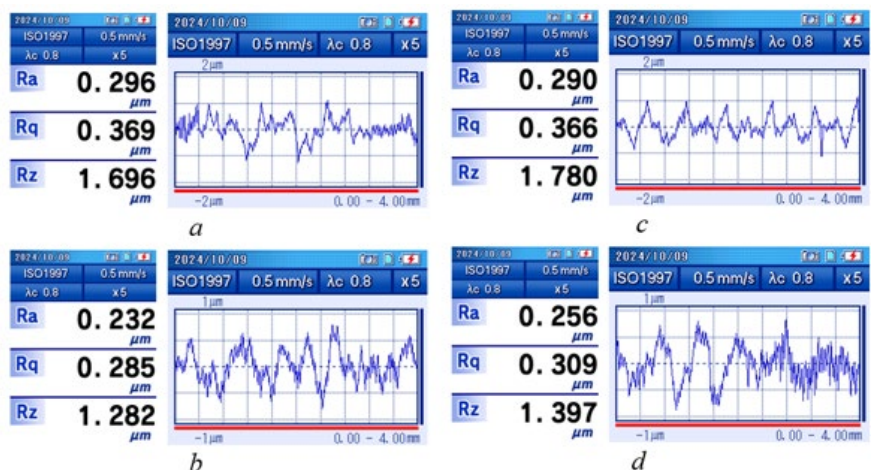 2024/10/09
ISO1997 0.5 mm/s
λc 0.8 x5
Ra 0.296 μm
Rq 0.369 μm
Rz 1.696 μm
2024/10/09
ISO1997 0.5 mm/s λc 0.8 x5
2μm
-2μm 0.00 - 4.00mm
a
2024/10/09
ISO1997 0.5 mm/s
λc 0.8 x5
Ra 0.290 μm
Rq 0.366 μm
Rz 1.780 μm
2024/10/09
ISO1997 0.5 mm/s λc 0.8 x5
2μm
-2μm 0.00 - 4.00mm
c
2024/10/09
ISO1997 0.5 mm/s
λc 0.8 x5
Ra 0.232 μm
Rq 0.285 μm
Rz 1.282 μm
2024/10/09
ISO1997 0.5 mm/s λc 0.8 x5
1μm
-1μm 0.00 - 4.00mm
b
2024/10/09
ISO1997 0.5 mm/s
λc 0.8 x5
Ra 0.256 μm
Rq 0.309 μm
Rz 1.397 μm
2024/10/09
ISO1997 0.5 mm/s λc 0.8 x5
1μm
-1μm 0.00 - 4.00mm
d